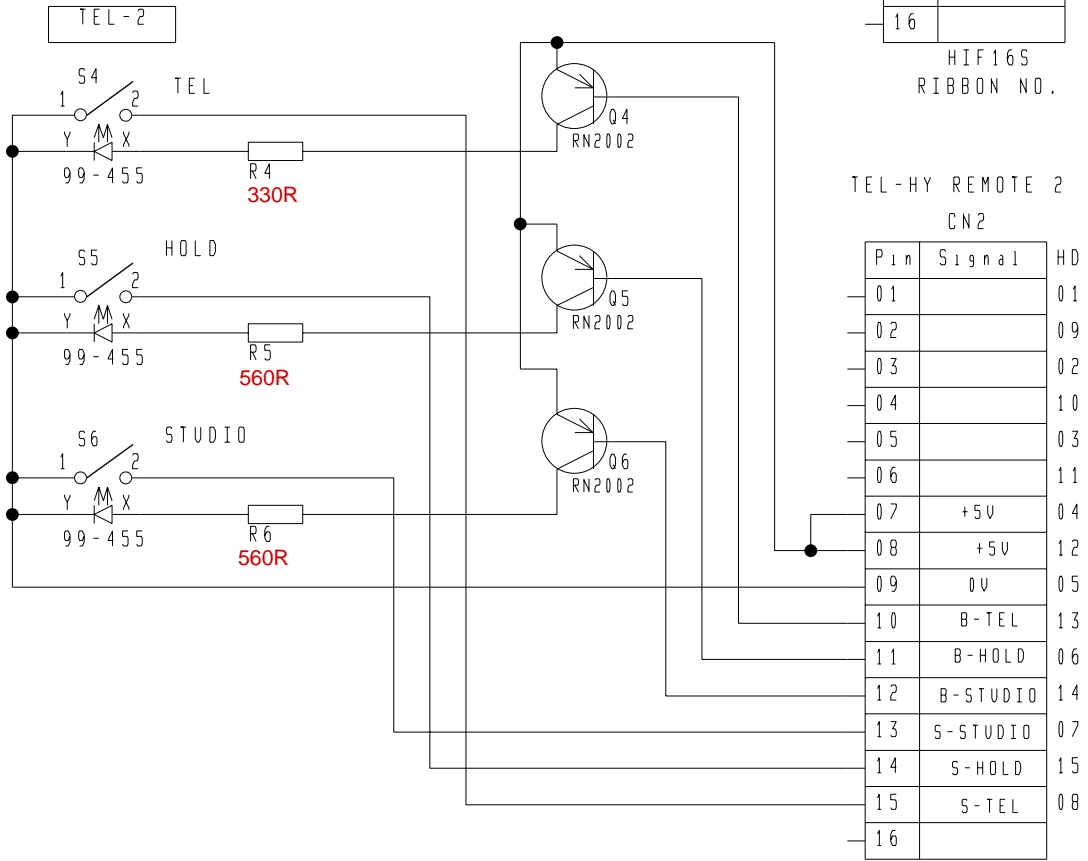 TEL-2
16
HIF16S
RIBBON NO.
S4
TEL
1 2
Y X
99-455
R4
330R
Q4
RN2002
S5
HOLD
1 2
Y X
99-455
R5
560R
Q5
RN2002
S6
STUDIO
1 2
Y X
99-455
R6
560R
Q6
RN2002
TEL-HY REMOTE 2
CN2
Pin Signal HD
01 01
02 09
03 02
04 10
05 03
06 11
07 +5V 04
08 +5V 12
09 0V 05
10 B-TEL 13
11 B-HOLD 06
12 B-STUDIO 14
13 S-STUDIO 07
14 S-HOLD 15
15 S-TEL 08
16